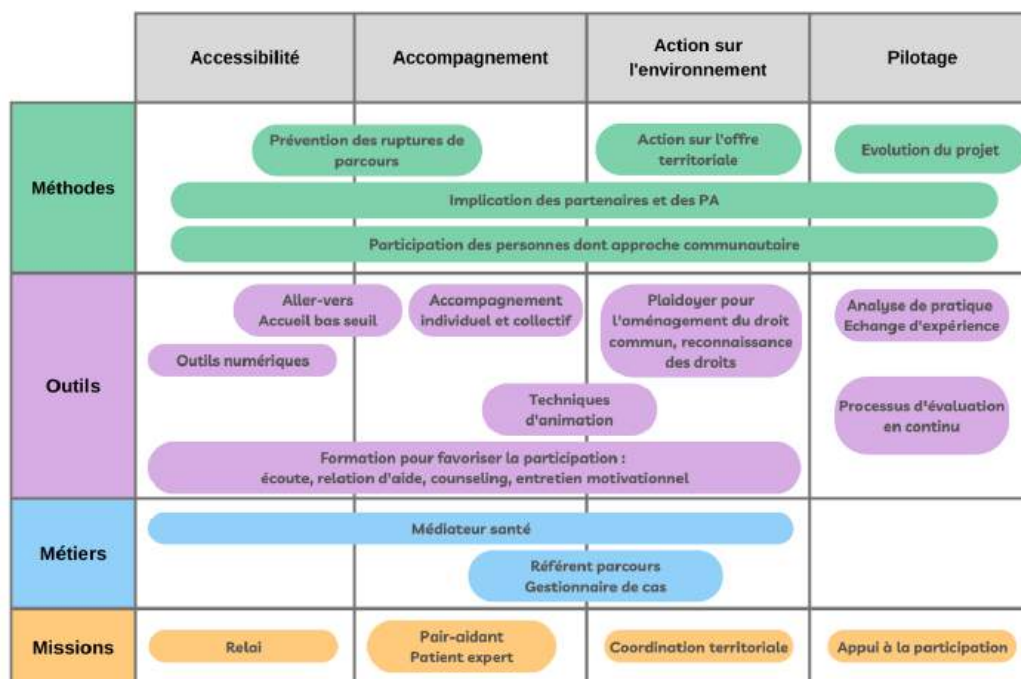 Accessibilité
Accompagnement
Action sur
l'environnement
Pilotage
Méthodes
Prévention des ruptures de
parcours
Action sur l'offre
territoriale
Evolution du projet
Implication des partenaires et des PA
Participation des personnes dont approche communautaire
Outils
Aller-vers
Accueil bas seuil
Accompagnement
individuel et collectif
Plaidoyer pour
l'aménagement du droit
commun, reconnaissance
des droits
Analyse de pratique
Echange d'expérience
Outils numériques
Techniques
d'animation
Processus d'évaluation
en continu
Formation pour favoriser la participation :
écoute, relation d'aide, counseling, entretien motivationnel
Métiers
Médiateur santé
Référent parcours
Gestionnaire de cas
Missions
Relai
Pair-aidant
Patient expert
Coordination territoriale
Appui à la participation